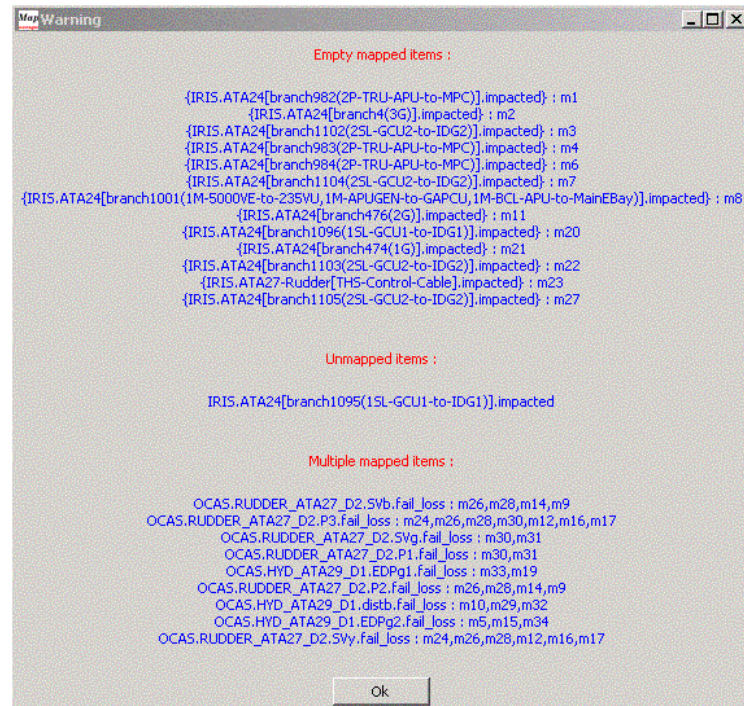 Map Warning
Empty mapped items :
{IRIS.ATA24[branch982(2P-TRU-APU-to-MPC)].impacted} : m1
{IRIS.ATA24[branch4(3G)].impacted} : m2
{IRIS.ATA24[branch1102(2SL-GCU2-to-IDG2)].impacted} : m3
{IRIS.ATA24[branch983(2P-TRU-APU-to-MPC)].impacted} : m4
{IRIS.ATA24[branch984(2P-TRU-APU-to-MPC)].impacted} : m6
{IRIS.ATA24[branch1104(2SL-GCU2-to-IDG2)].impacted} : m7
{IRIS.ATA24[branch1001(1M-5000VE-to-235VU,1M-APUGEN-to-GAPCU,1M-BCL-APU-to-MainEBay)].impacted} : m8
{IRIS.ATA24[branch476(2G)].impacted} : m11
{IRIS.ATA24[branch1096(1SL-GCU1-to-IDG1)].impacted} : m20
{IRIS.ATA24[branch474(1G)].impacted} : m21
{IRIS.ATA24[branch1103(2SL-GCU2-to-IDG2)].impacted} : m22
{IRIS.ATA27-Rudder[THS-Control-Cable].impacted} : m23
{IRIS.ATA24[branch1105(2SL-GCU2-to-IDG2)].impacted} : m27
Unmapped items :
IRIS.ATA24[branch1095(1SL-GCU1-to-IDG1)].impacted
Multiple mapped items :
OCAS.RUDDER_ATA27_D2.SVb.fail_loss : m26,m28,m14,m9
OCAS.RUDDER_ATA27_D2.P3.fail_loss : m24,m26,m28,m30,m12,m16,m17
OCAS.RUDDER_ATA27_D2.SVg.fail_loss : m30,m31
OCAS.RUDDER_ATA27_D2.P1.fail_loss : m30,m31
OCAS.HYD_ATA29_D1.EDPg1.fail_loss : m33,m19
OCAS.RUDDER_ATA27_D2.P2.fail_loss : m26,m28,m14,m9
OCAS.HYD_ATA29_D1.distb.fail_loss : m10,m29,m32
OCAS.HYD_ATA29_D1.EDPg2.fail_loss : m5,m15,m34
OCAS.RUDDER_ATA27_D2.SVy.fail_loss : m24,m26,m28,m12,m16,m17
Ok